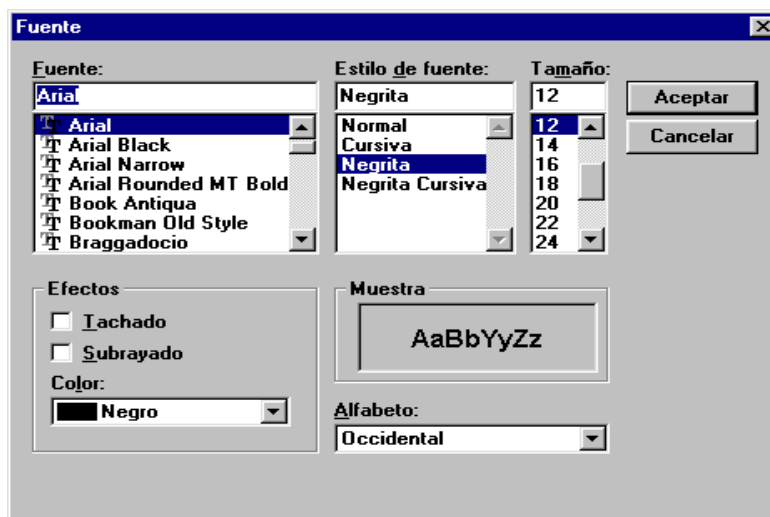 Fuente
Fuente:
Arial
Arial
Arial Black
Arial Narrow
Arial Rounded MT Bold
Book Antiqua
Bookman Old Style
Braggadocio
Estilo de fuente:
Negrita
Normal
Cursiva
Negrita
Negrita Cursiva
Tamaño:
12
12
14
16
18
20
22
24
Aceptar
Cancelar
Efectos
Tachado
Subrayado
Color:
Negro
Muestra
AaBbYyZz
Alfabeto:
Occidental